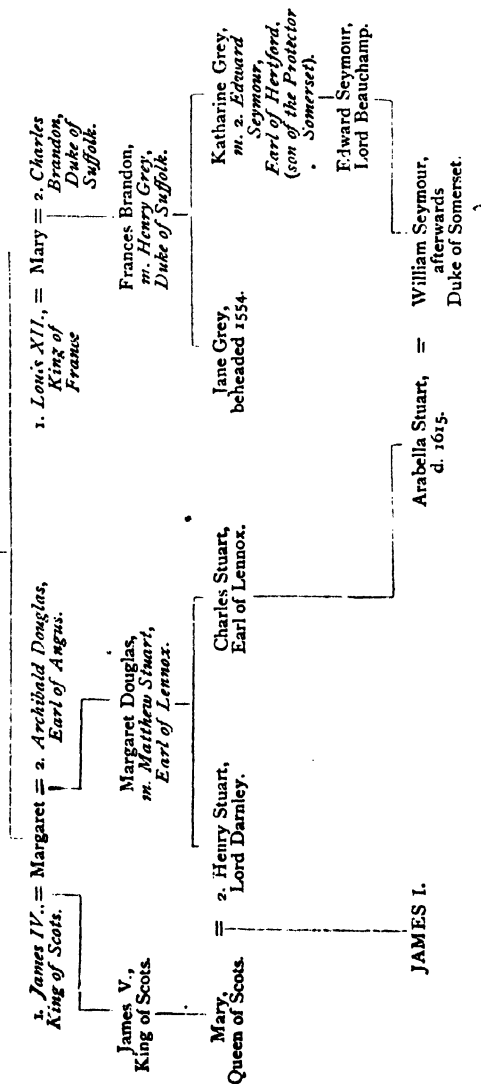 1. James IV., = Margaret = 2. Archibald Douglas,
King of Scots.
Earl of Angus.
1. Louis XII., = Mary = 2. Charles
King of
France
Brandon,
Duke of
Suffolk.
James V.,
King of Scots.
Margaret Douglas,
m. Matthew Stuart,
Earl of Lennox.
Frances Brandon,
m. Henry Grey,
Duke of Suffolk.
Mary,
Queen of Scots.
=
2. Henry Stuart,
Lord Darnley.
Charles Stuart,
Earl of Lennox.
Jane Grey,
beheaded 1554.
Katharine Grey,
m. 2. Edward
Seymour,
Earl of Hertford,
(son of the Protector
Somerset).
Edward Seymour,
Lord Beauchamp.
JAMES I.
Arabella Stuart,
d. 1615.
=
William Seymour,
afterwards
Duke of Somerset.